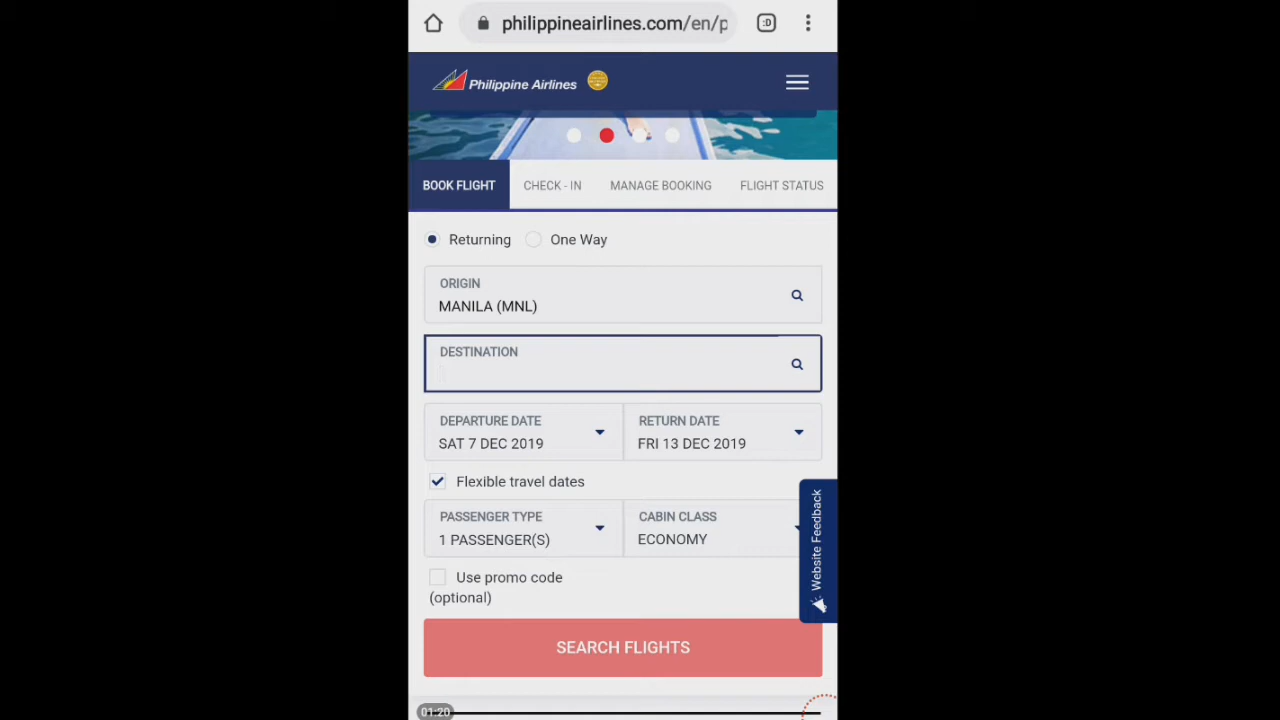 philippineairlines.com/en/p
:D
Philippine Airlines
BOOK FLIGHT
CHECK - IN
MANAGE BOOKING
FLIGHT STATUS
Returning
One Way
ORIGIN
MANILA (MNL)
DESTINATION
DEPARTURE DATE
SAT 7 DEC 2019
RETURN DATE
FRI 13 DEC 2019
Flexible travel dates
PASSENGER TYPE
1 PASSENGER(S)
CABIN CLASS
ECONOMY
Website Feedback
Use promo code
(optional)
SEARCH FLIGHTS
01:20